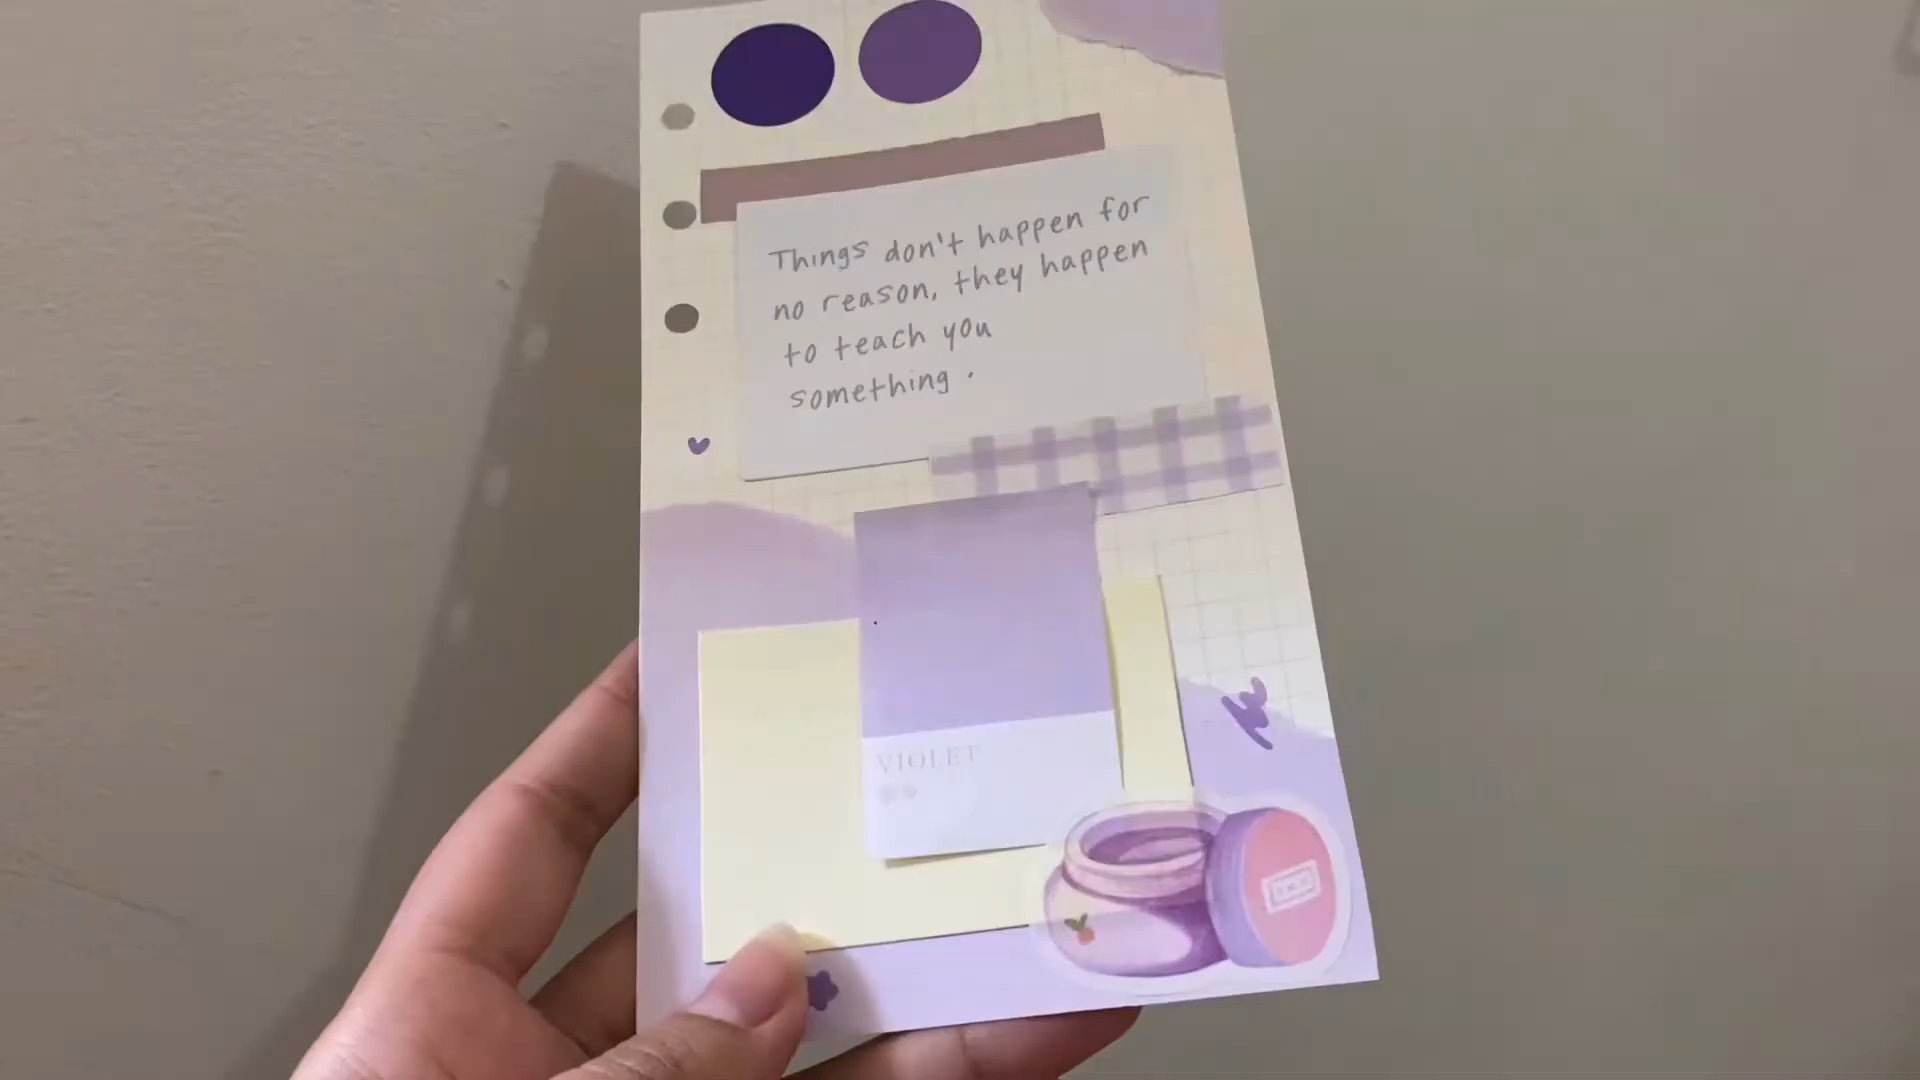 Things don't happen for
no reason, they happen
to teach you
something.
VIOLET